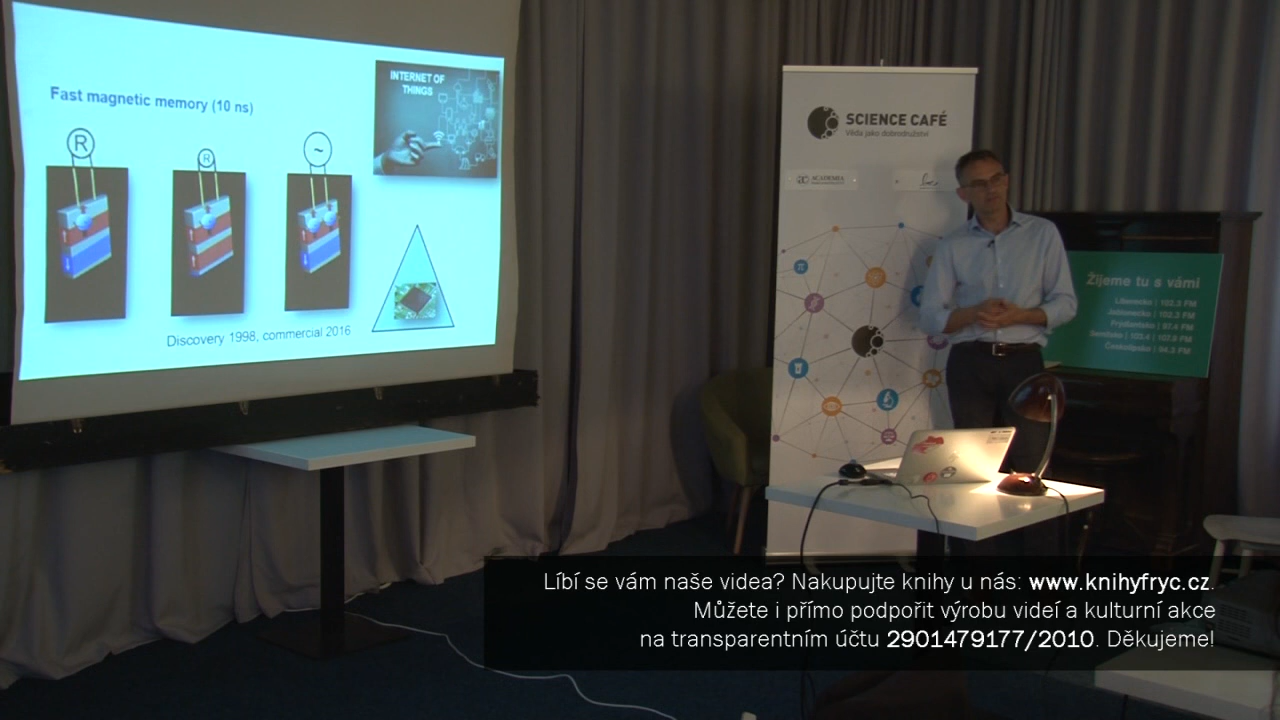 Fast magnetic memory (10 ns)
INTERNET OF
THINGS
R
R
~
Discovery 1998, commercial 2016
SCIENCE CAFÉ
Věda jako dobrodružství
ACADEMIA
Žijeme tu s vámi
Liberecko | 102.3 FM
Jablonecko | 102.3 FM
Frýdlantsko | 97.4 FM
Semilsko | 103.4 | 107.9 FM
Českolipsko | 94.3 FM
Líbí se vám naše videa? Nakupujte knihy u nás: www.knihyfryc.cz.
Můžete i přímo podpořit výrobu videí a kulturní akce
na transparentním účtu 2901479177/2010. Děkujeme!